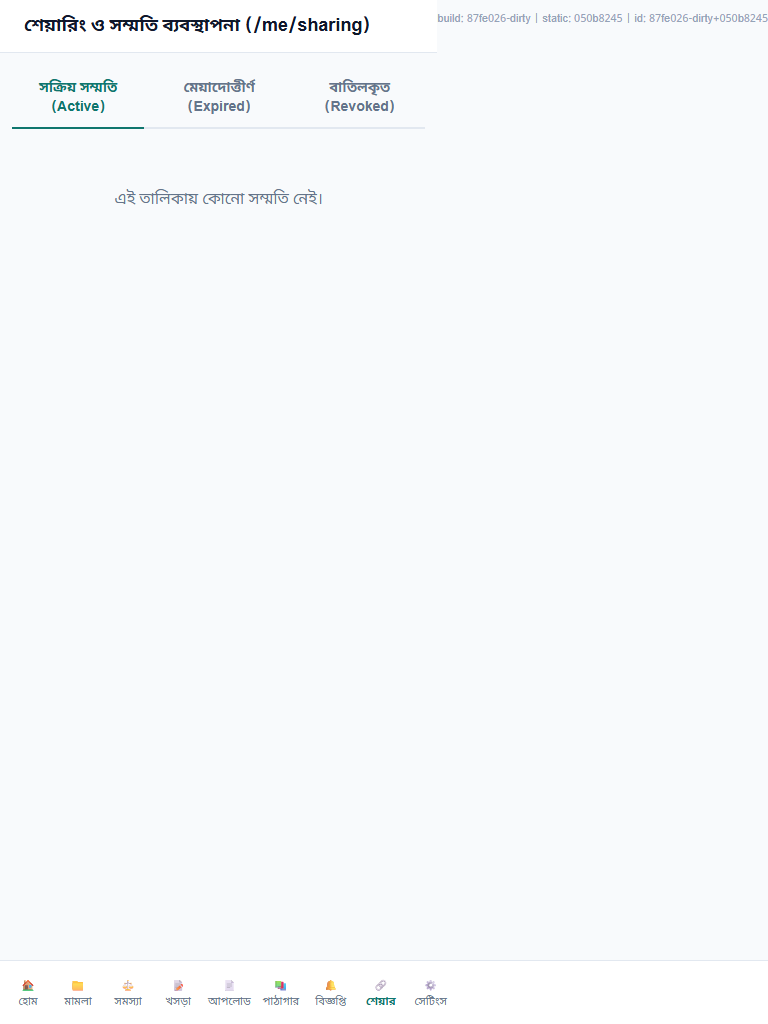 শেয়ারিং ও সম্মতি ব্যবস্থাপনা (/me/sharing)
build: 87fe026-dirty | static: 050b8245 | id: 87fe026-dirty+050b8245
সক্রিয় সম্মতি
(Active)
মেয়াদোত্তীর্ণ
(Expired)
বাতিলকৃত
(Revoked)
এই তালিকায় কোনো সম্মতি নেই।
হোম
মামলা
সমস্যা
খসড়া
আপলোড
পাঠাগার
বিজ্ঞপ্তি
শেয়ার
সেটিংস